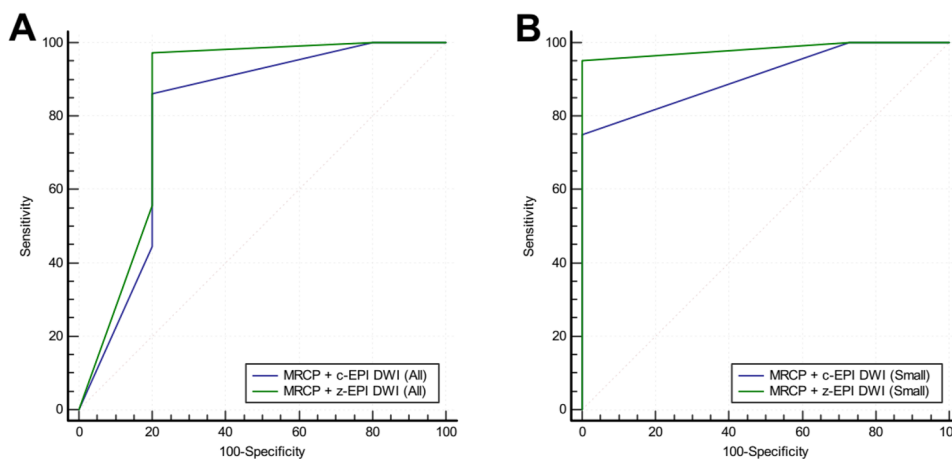 A
100
80
60
40
20
0
Sensitivity
MRCP + c-EPI DWI (All)
MRCP + z-EPI DWI (All)
0 20 40 60 80 100
100-Specificity
B
100
80
60
40
20
0
Sensitivity
MRCP + c-EPI DWI (Small)
MRCP + z-EPI DWI (Small)
0 20 40 60 80
100-Specificity